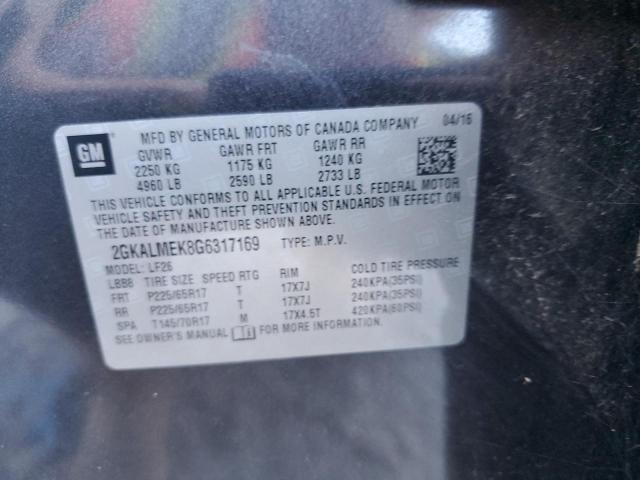 GM
MFD BY GENERAL MOTORS OF CANADA COMPANY 04/16
GVWR GAWR FRT GAWR RR
2250 KG 1175 KG 1240 KG
4960 LB 2590 LB 2733 LB
THIS VEHICLE CONFORMS TO ALL APPLICABLE U.S. FEDERAL MOTOR
VEHICLE SAFETY AND THEFT PREVENTION STANDARDS IN EFFECT ON
THE DATE OF MANUFACTURE SHOWN ABOVE.
2GKALMEK8G6317169 TYPE: M.P.V.
MODEL: LF26
LBBB TIRE SIZE SPEED RTG RIM COLD TIRE PRESSURE
FRT P225/65R17 T 17X7J 240KPA(35PSI)
RR P225/65R17 T 17X7J 240KPA(35PSI)
SPA T145/70R17 M 17X4.5T 420KPA(60PSI)
SEE OWNER'S MANUAL FOR MORE INFORMATION